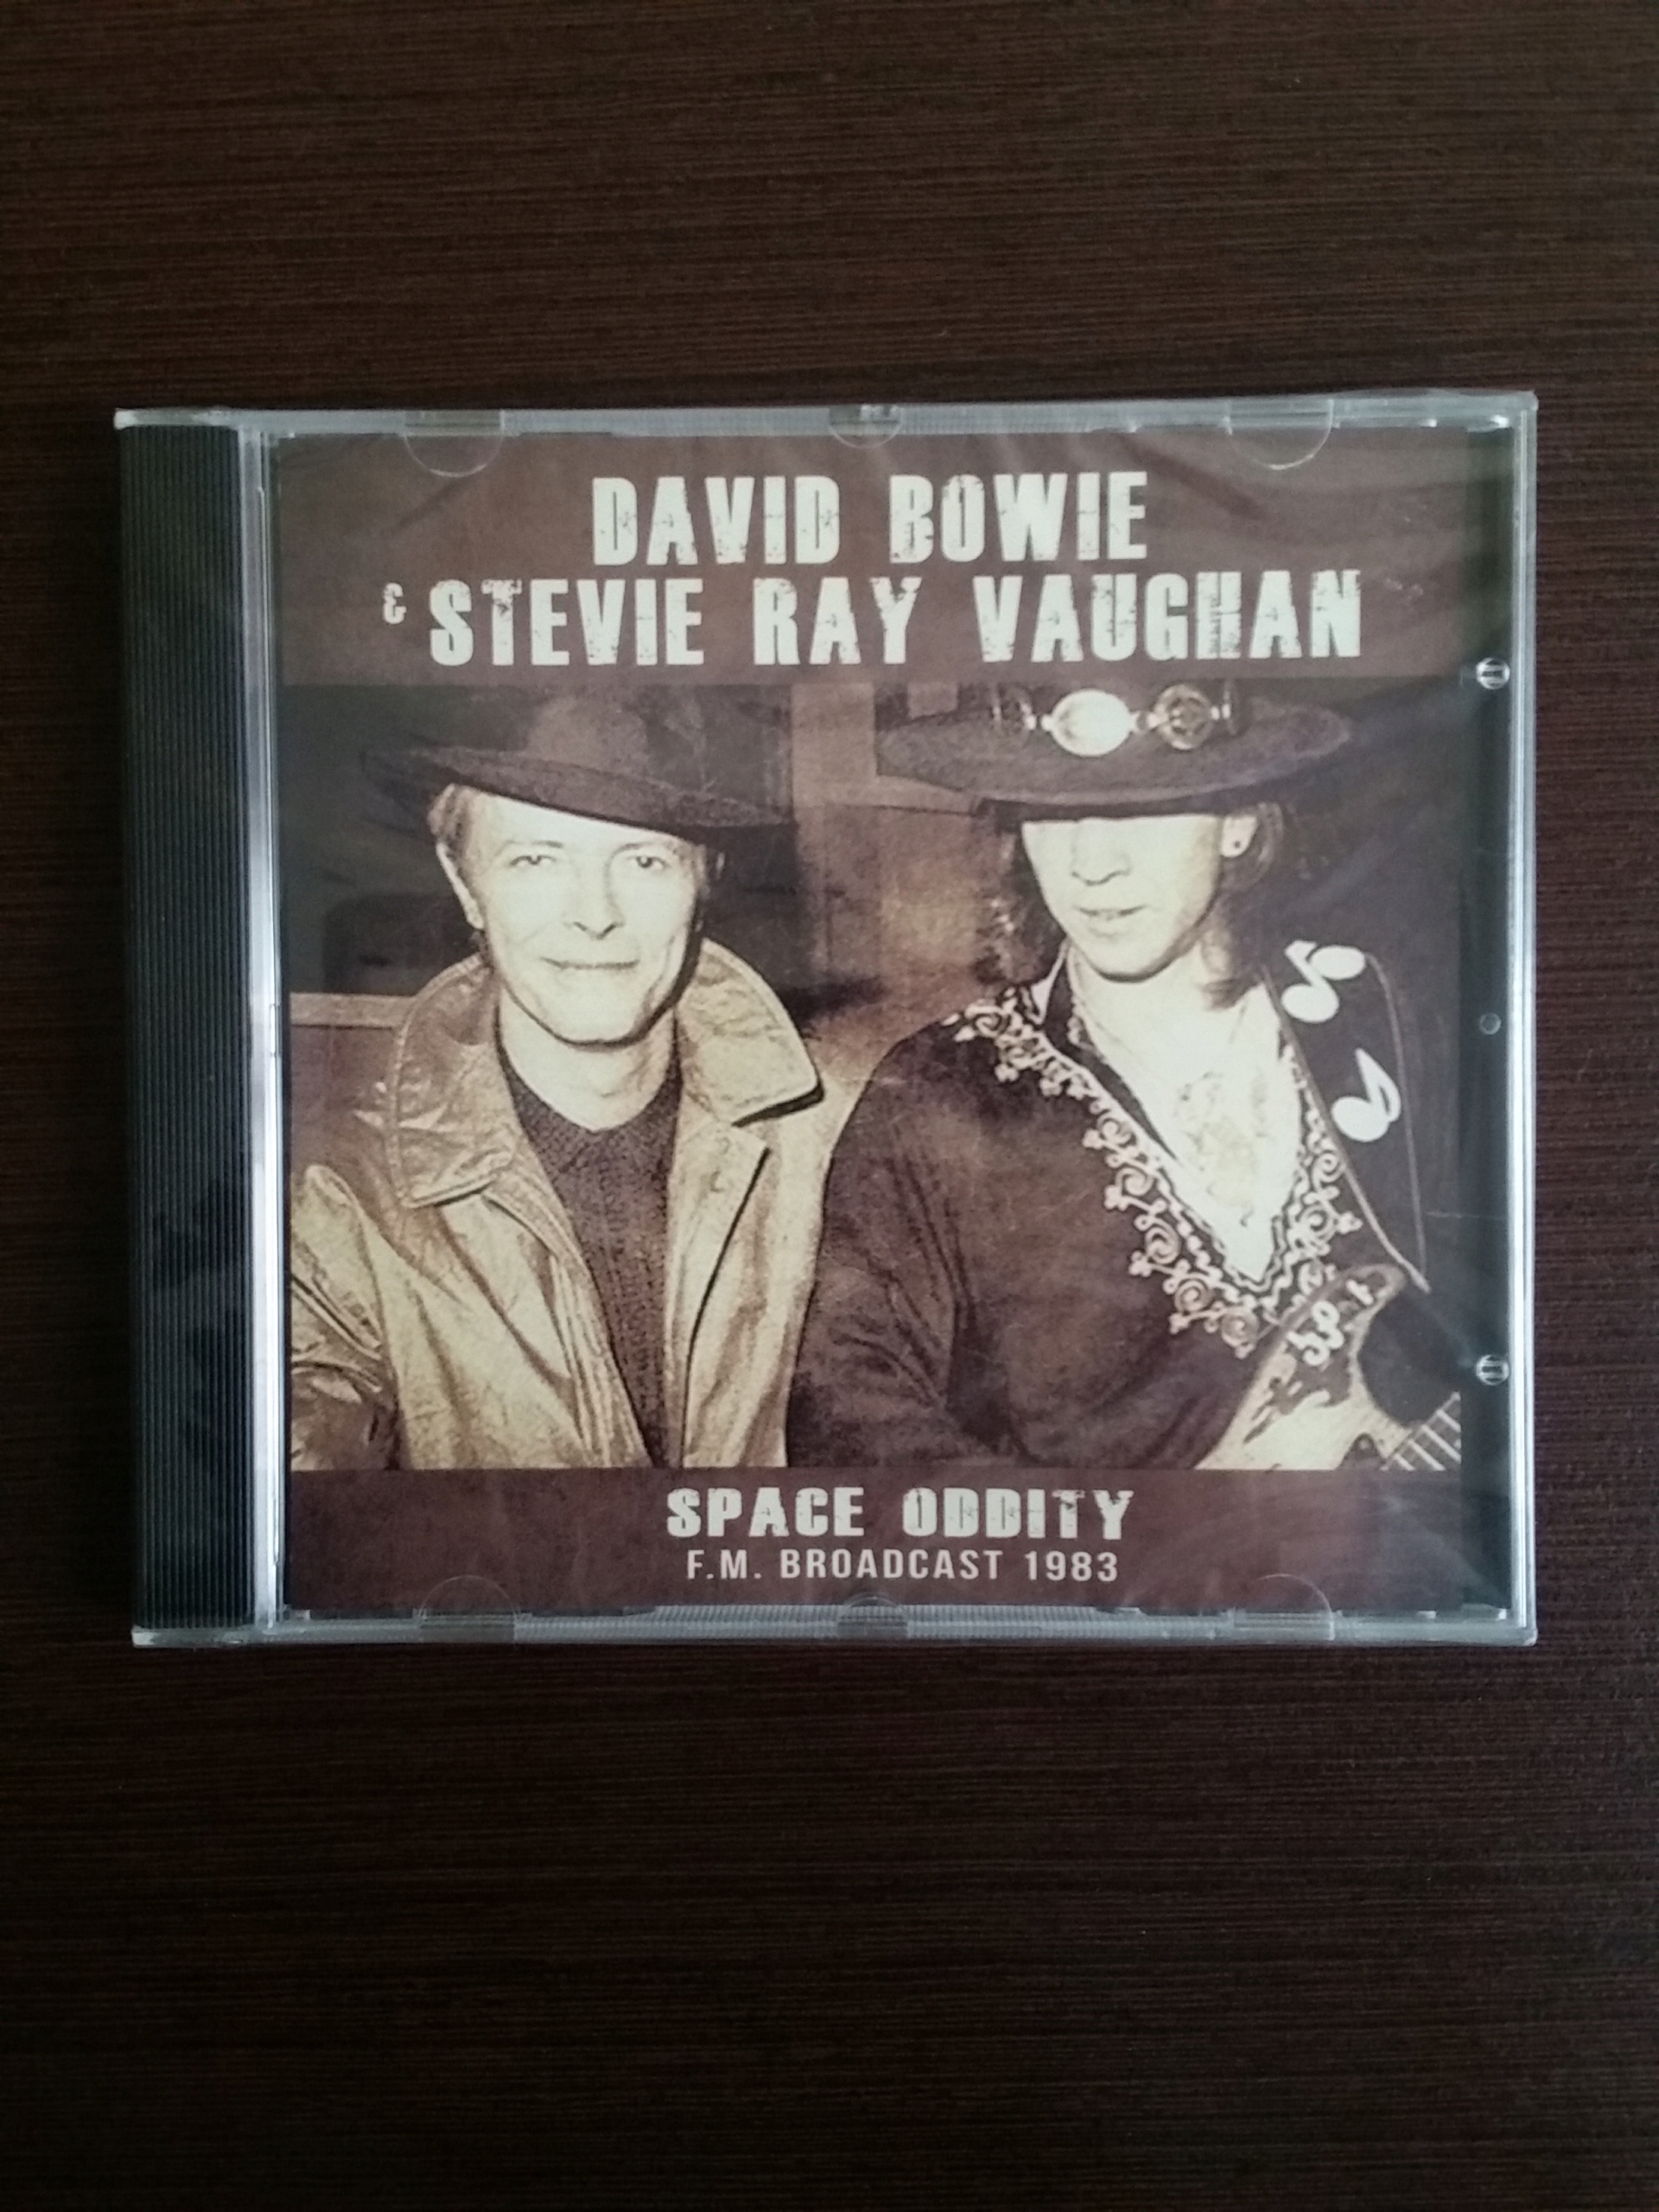 DAVID BOWIE
& STEVIE RAY VAUGHAN
SPACE ODDITY
F.M. BROADCAST 1983